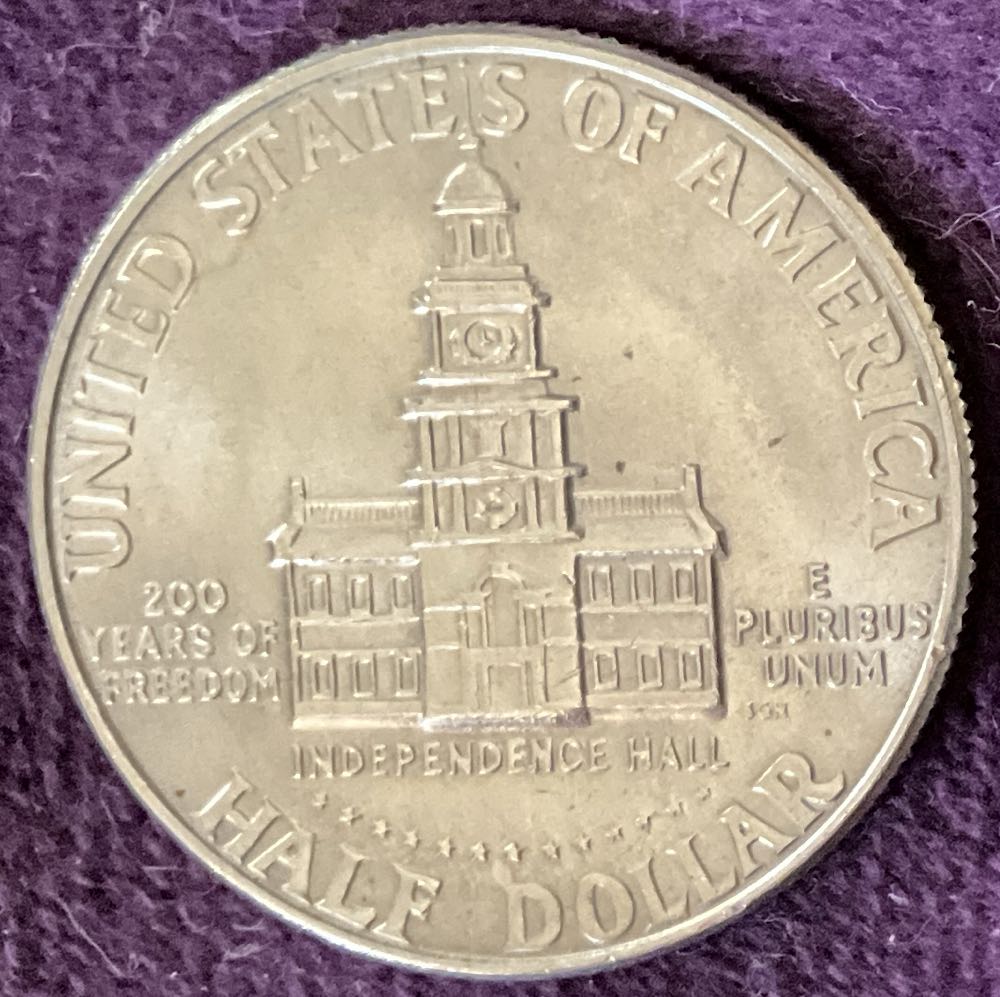 UNITED STATES OF AMERICA
200
YEARS OF
FREEDOM
E
PLURIBUS
UNUM
INDEPENDENCE HALL
HALF DOLLAR